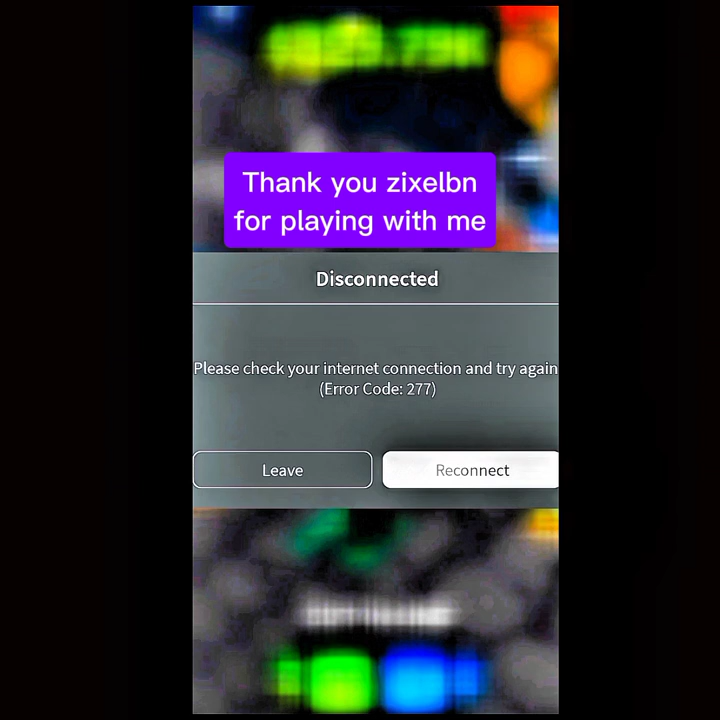 Thank you zixelbn
for playing with me
Disconnected
Please check your internet connection and try again
(Error Code: 277)
Leave
Reconnect